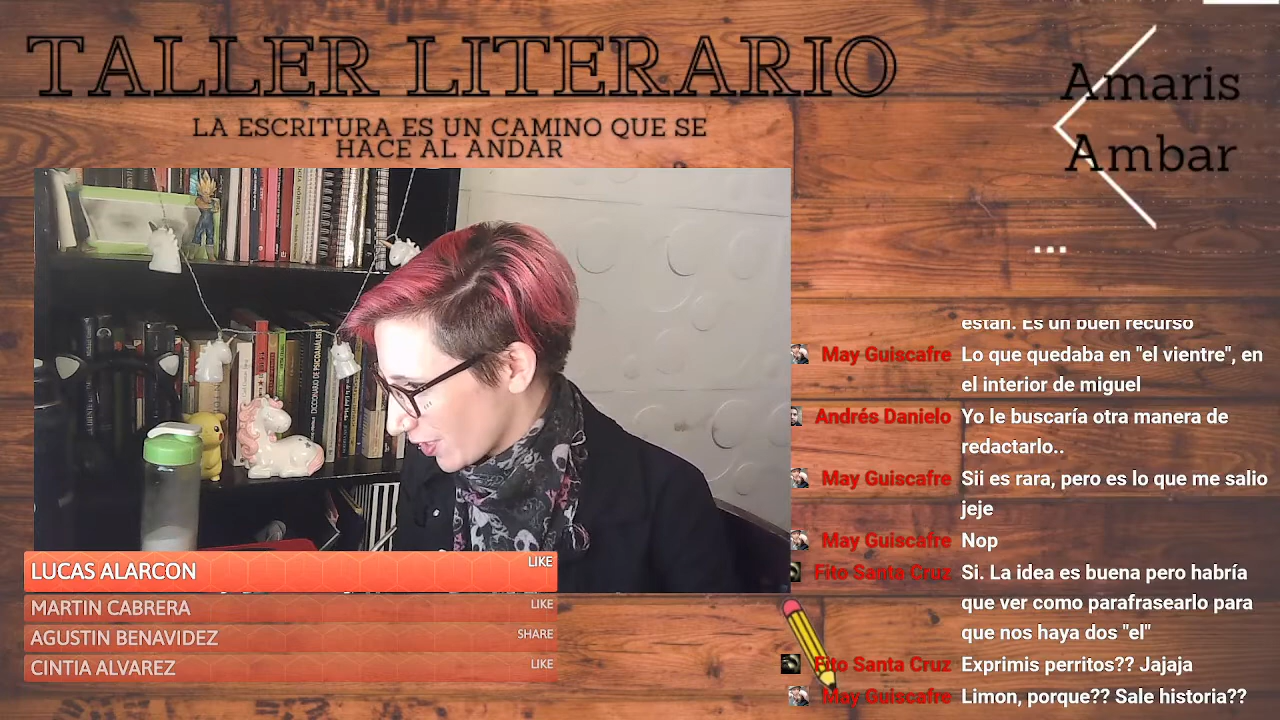 TALLER LITERARIO
LA ESCRITURA ES UN CAMINO QUE SE
HACE AL ANDAR
Amaris
Ambar
...
estan. Es un buen recurso
May Guiscafre Lo que quedaba en "el vientre", en
el interior de miguel
Andrés Danielo Yo le buscaría otra manera de
redactarlo..
May Guiscafre Sii es rara, pero es lo que me salio
jeje
May Guiscafre Nop
Fito Santa Cruz Si. La idea es buena pero habría
que ver como parafrasearlo para
que nos haya dos "el"
Fito Santa Cruz Exprimis perritos?? Jajaja
May Guiscafre Limon, porque?? Sale historia??
DICCIONARIO DE PSICOANÁLISIS
LUCAS ALARCON LIKE
MARTIN CABRERA LIKE
AGUSTIN BENAVIDEZ SHARE
CINTIA ALVAREZ LIKE